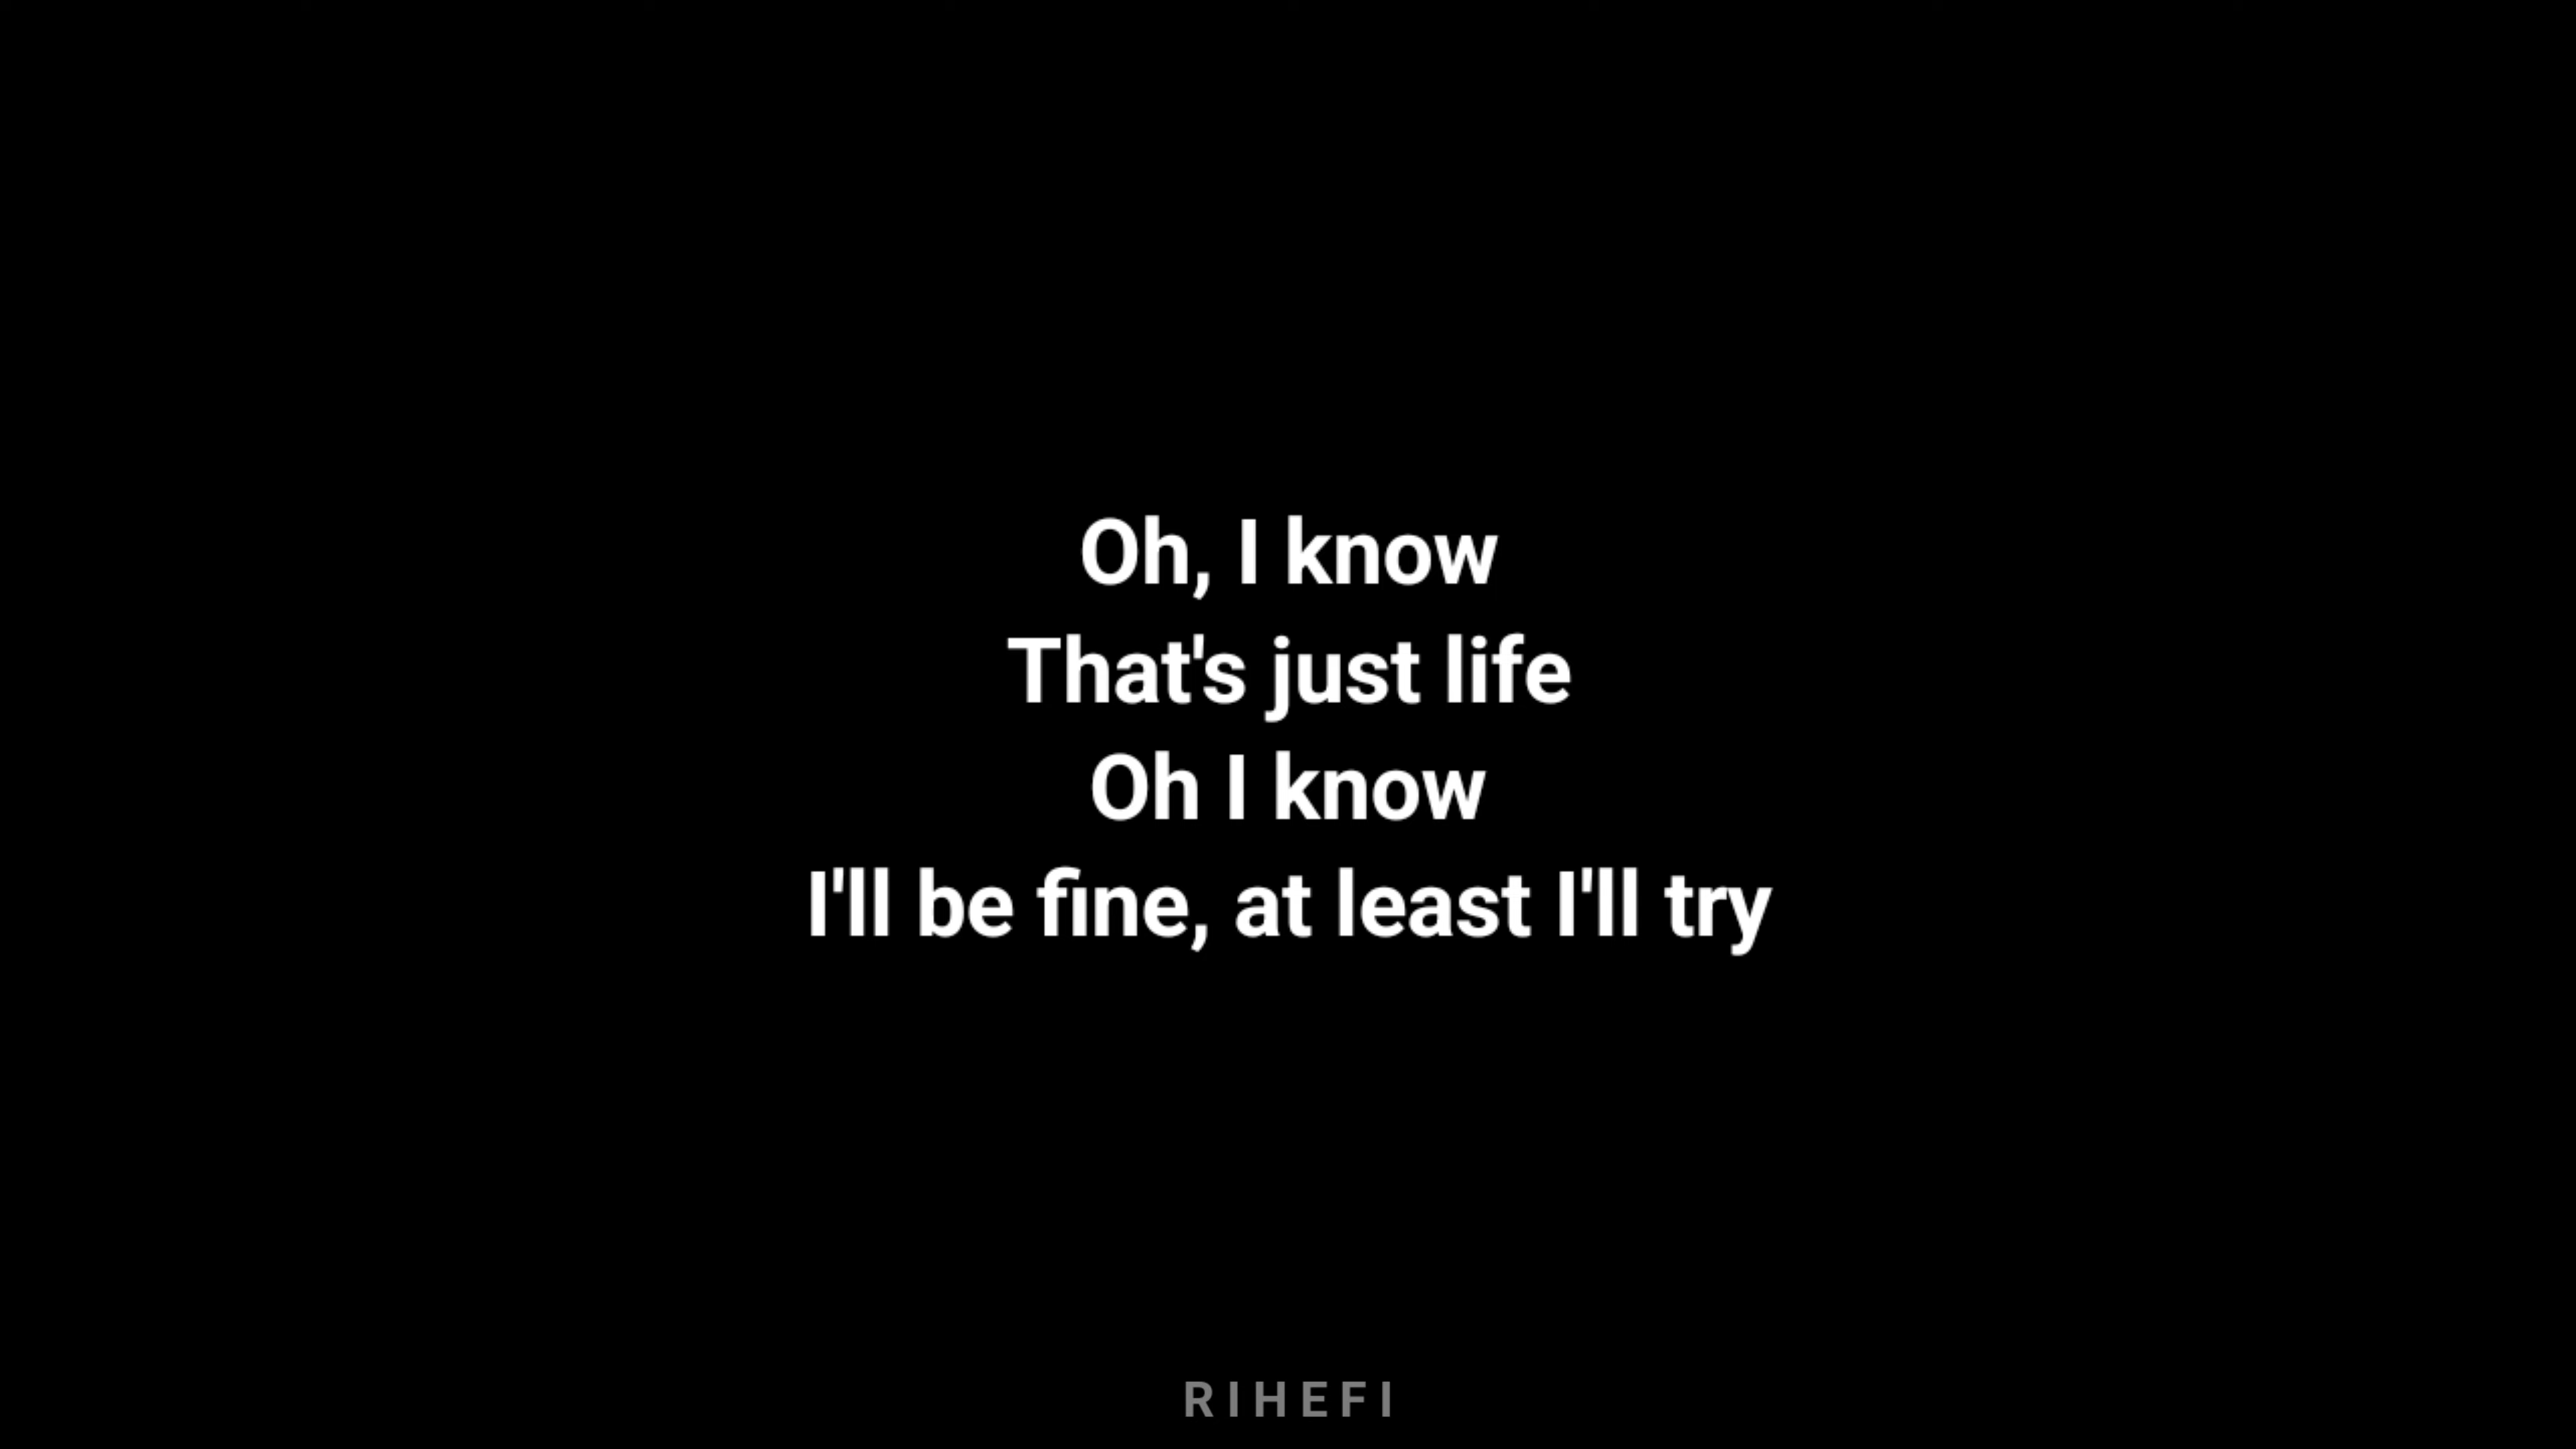 Oh, I know
That's just life
Oh I know
I'll be fine, at least I'll try
RIHEFI